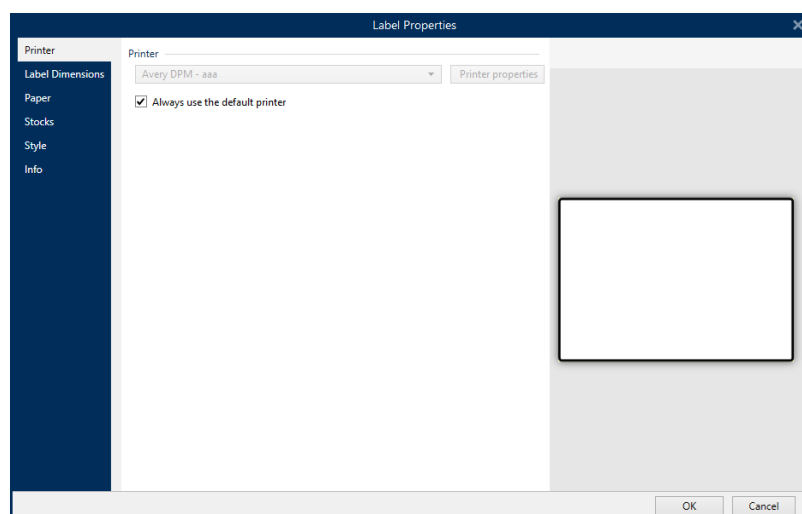 Label Properties
Printer
Label Dimensions
Paper
Stocks
Style
Info
Printer
Avery DPM - aaa
Printer properties
Always use the default printer
OK
Cancel